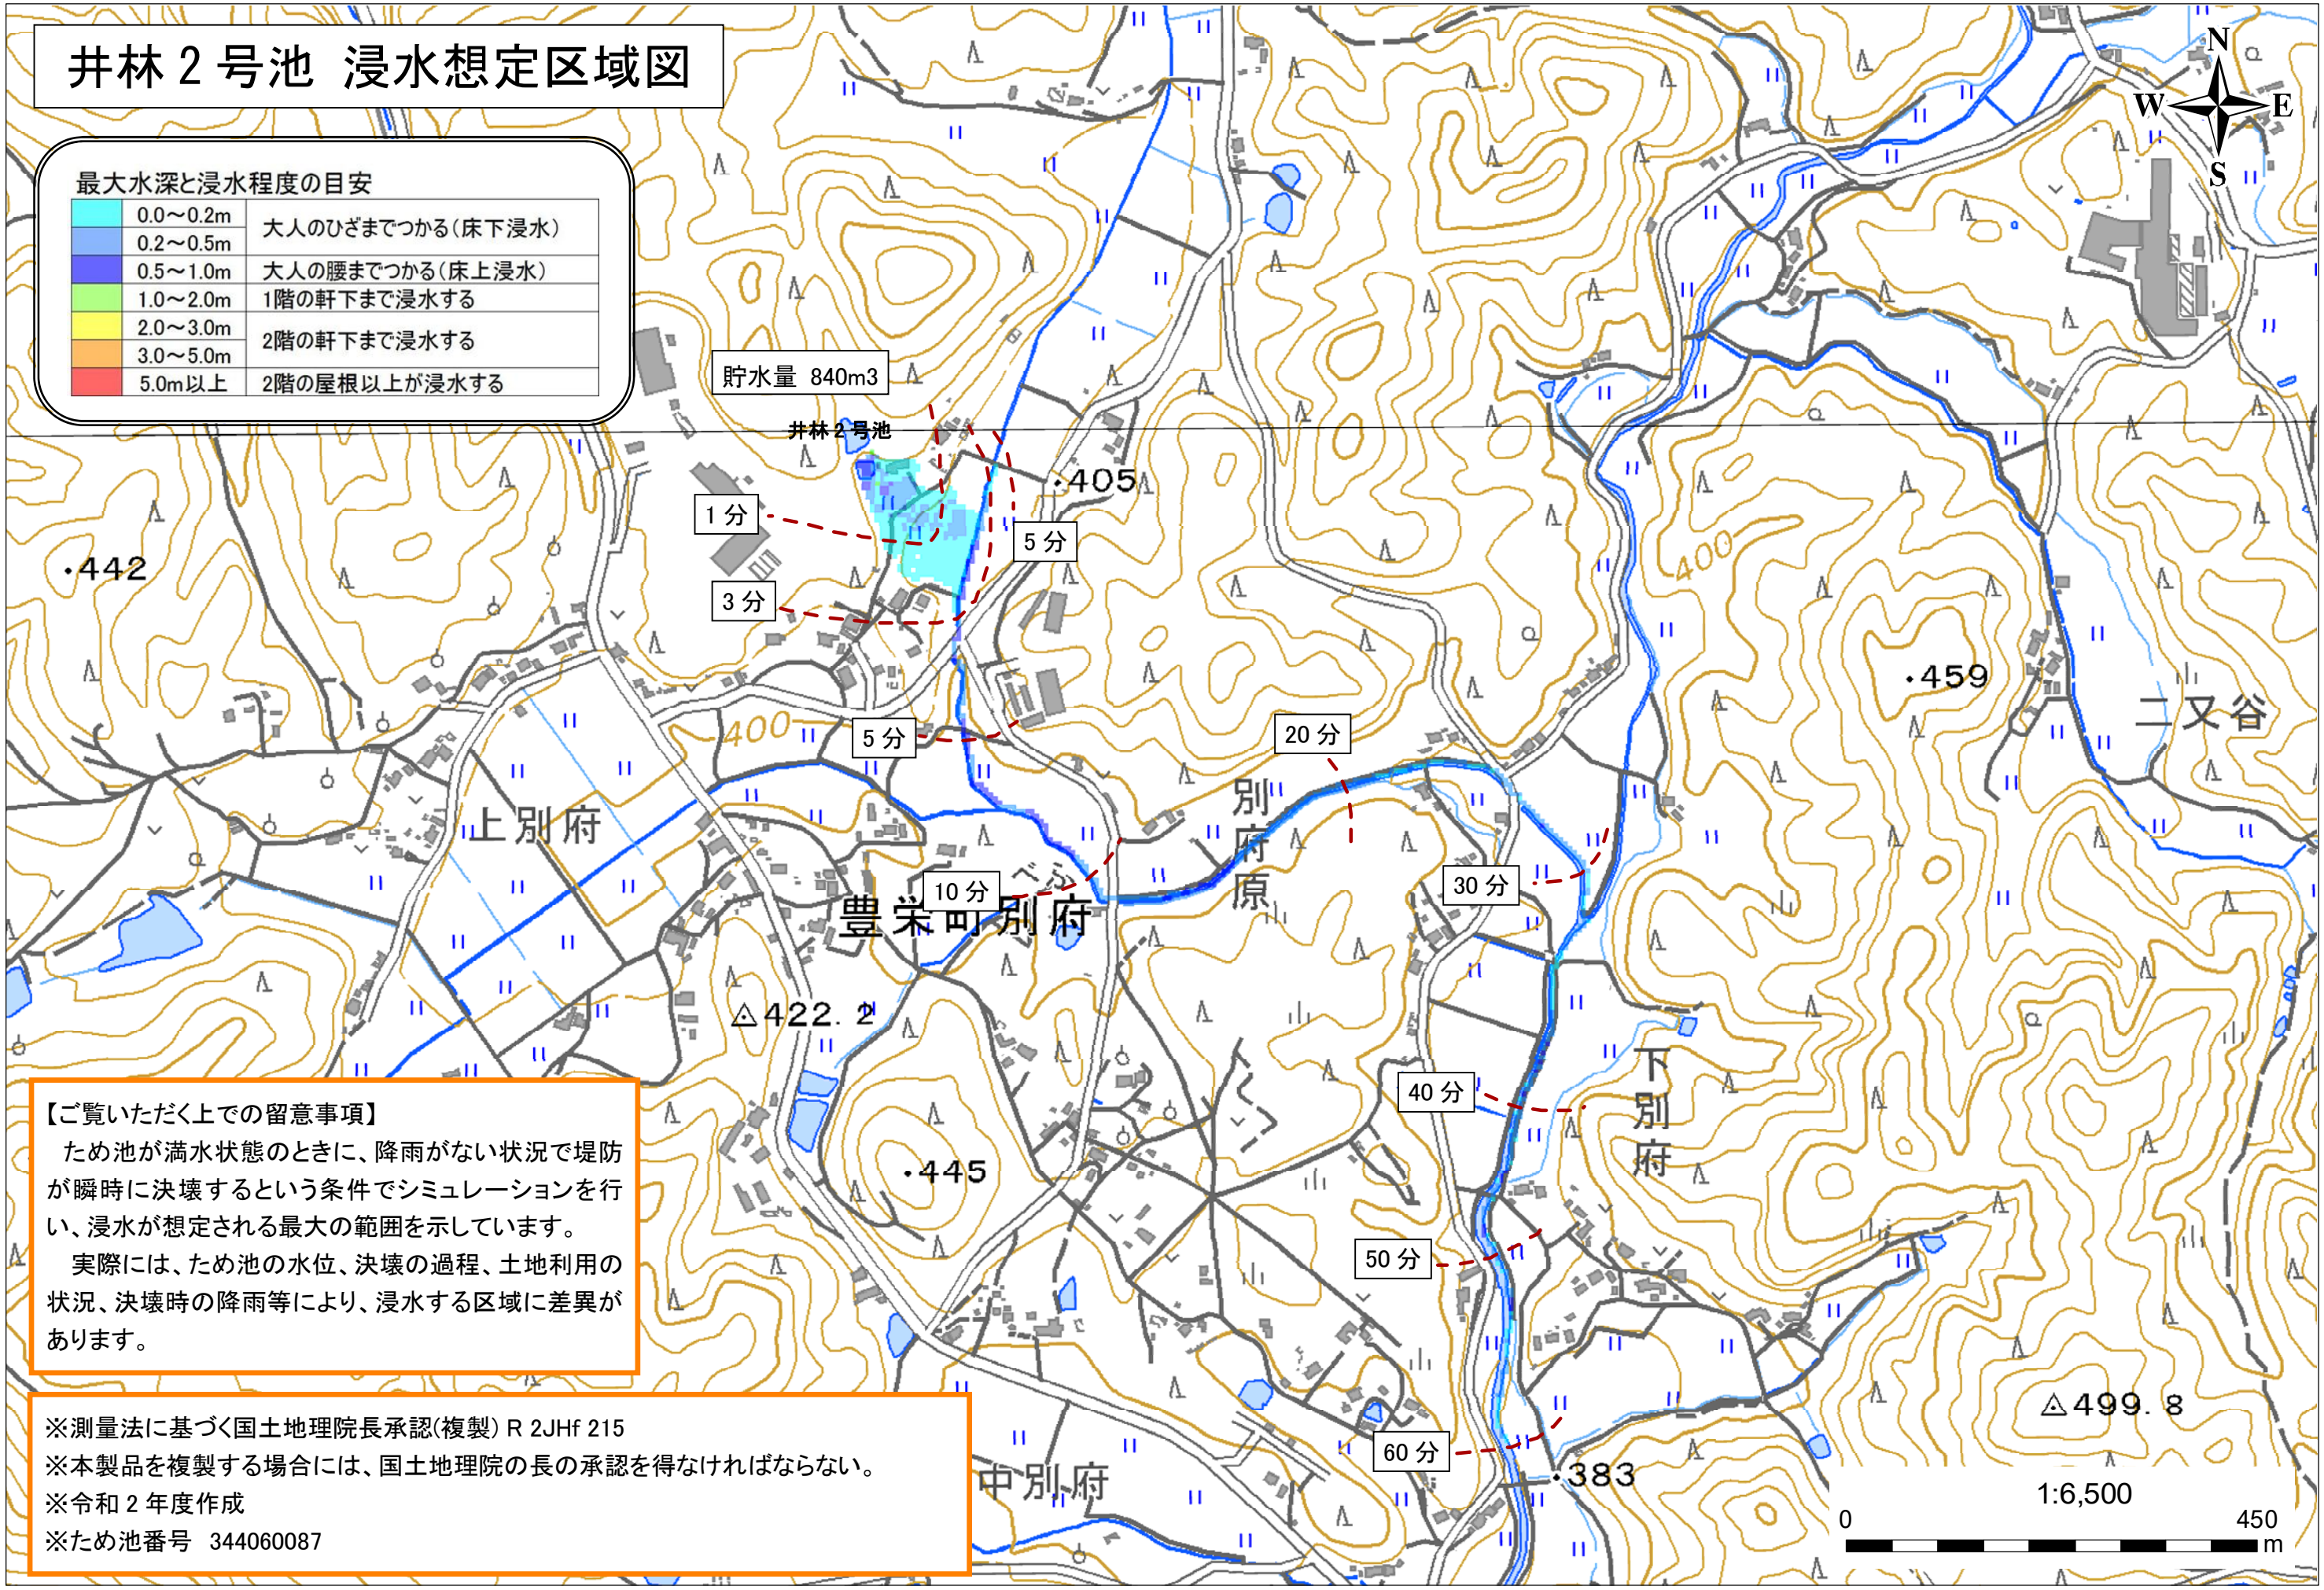 井林２号池 浸水想定区域図
N
W
E
S
最大水深と浸水程度の目安
0.0～0.2m
大人のひざまでつかる（床下浸水）
0.2～0.5m
0.5～1.0m
大人の腰までつかる（床上浸水）
1.0～2.0m
1階の軒下まで浸水する
2.0～3.0m
2階の軒下まで浸水する
3.0～5.0m
5.0m以上
2階の屋根以上が浸水する
貯水量 840m3
井林２号池
・405
1 分
5 分
・442
3 分
400
・459
二又谷
400
5 分
20 分
上別府
別府原
べふ
10 分
豊栄町別府
30 分
422.2
下別府
40 分
・445
50 分
499.8
60 分
・383
中別府
【ご覧いただく上での留意事項】
ため池が満水状態のときに、降雨がない状況で堤防
が瞬時に決壊するという条件でシミュレーションを行
い、浸水が想定される最大の範囲を示しています。
実際には、ため池の水位、決壊の過程、土地利用の
状況、決壊時の降雨等により、浸水する区域に差異が
あります。
※測量法に基づく国土地理院長承認(複製) R 2JHf 215
※本製品を複製する場合には、国土地理院の長の承認を得なければならない。
※令和 2 年度作成
※ため池番号 344060087
1:6,500
0
450
m